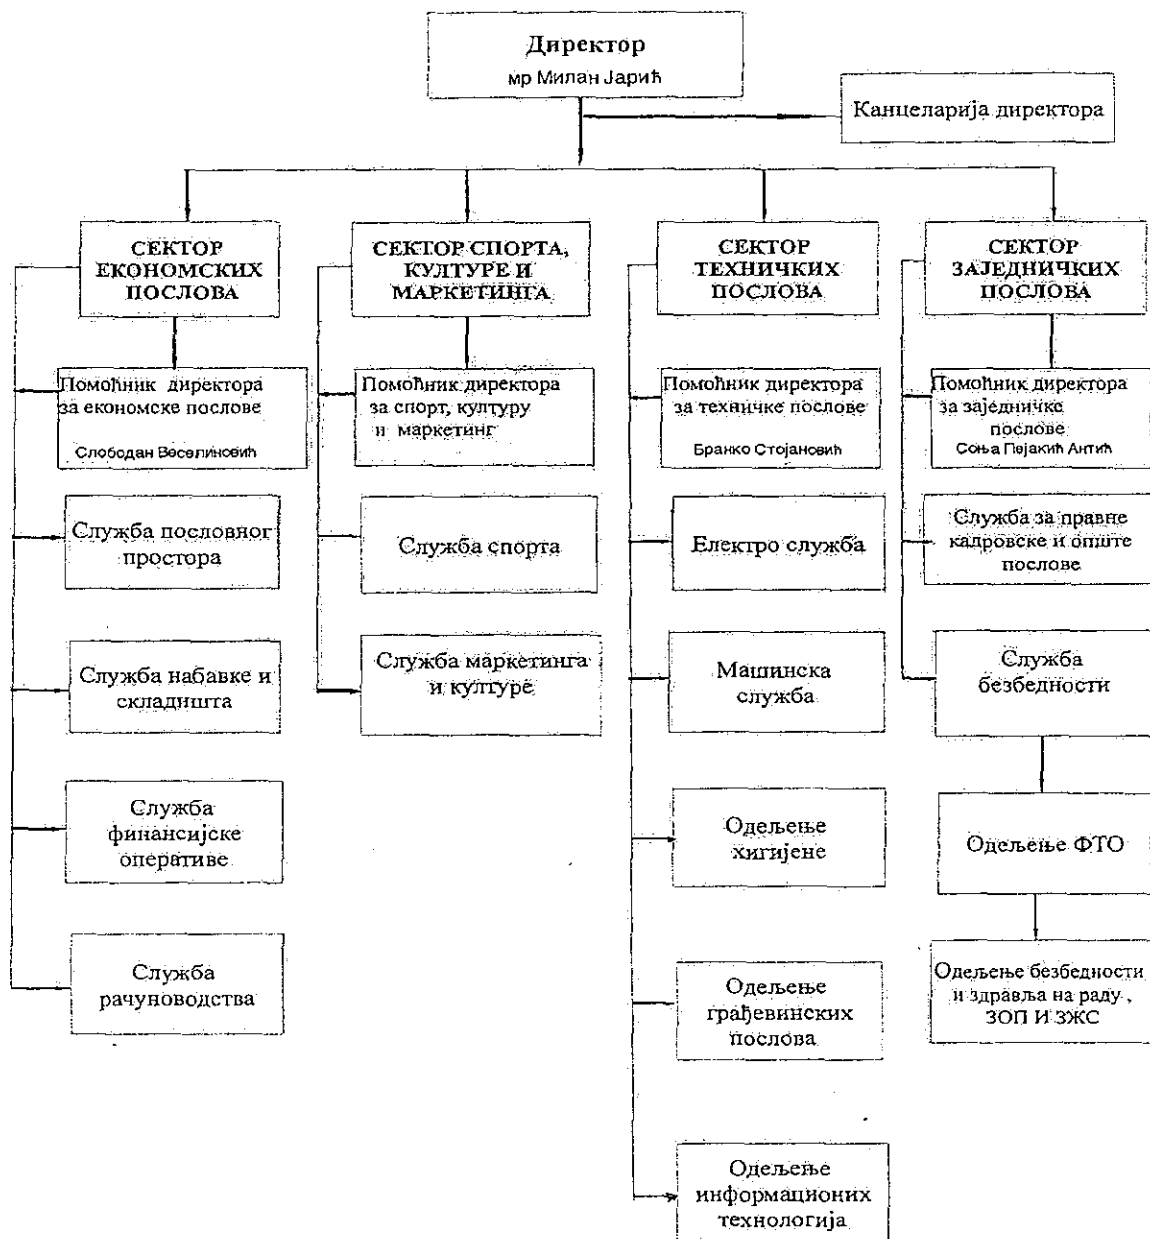 Директор
мр Милан Јарић
Канцеларија директора
СЕКТОР
ЕКОНОМСКИХ
ПОСЛОВА
СЕКТОР СПОРТА,
КУЛТУРЕ И
МАРКЕТИНГА
СЕКТОР
ТЕХНИЧКИХ
ПОСЛОВА
СЕКТОР
ЗАЈЕДНИЧКИХ
ПОСЛОВА
Помоћник директора
за економске послове
Слободан Веселиновић
Помоћник директора
за спорт, културу
и маркетинг
Помоћник директора
за техничке послове
Бранко Стојановић
Помоћник директора
за заједничке
послове
Соња Пејакић Антић
Служба пословног
простора
Служба спорта
Електро служба
Служба за правне
кадровске и опште
послове
Служба набавке и
складишта
Служба маркетинга
и културе
Машинска
служба
Служба
безбедности
Служба
финансијске
оперативе
Одељење
хигијене
Одељење ФТО
Служба
рачуноводства
Одељење
грађевинских
послова
Одељење безбедности
и здравља на раду ,
ЗОП И ЗЖС
Одељење
информационих
технологија